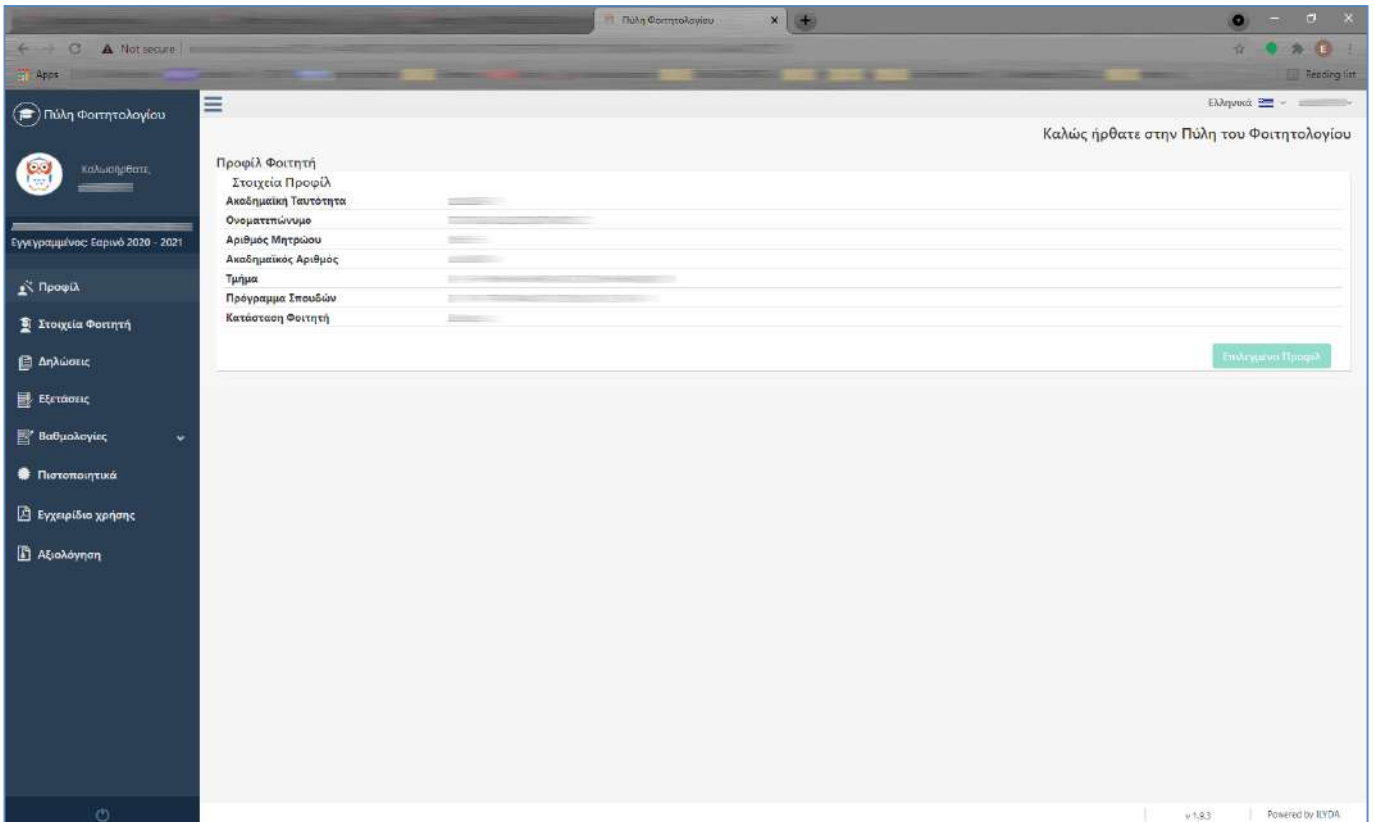 Πύλη Φοιτητολογίου
Not secure
Apps
Reading list
Πύλη Φοιτητολογίου
Ελληνικά
Καλώς ήρθατε στην Πύλη του Φοιτητολογίου
Καλωσήρθατε,
Εγγεγραμμένος: Εαρινό 2020 - 2021
Προφίλ
Στοιχεία Φοιτητή
Δηλώσεις
Εξετάσεις
Βαθμολογίες
Πιστοποιητικά
Εγχειρίδιο χρήσης
Αξιολόγηση
Προφίλ Φοιτητή
Στοιχεία Προφίλ
Ακαδημαϊκή Ταυτότητα
Ονοματεπώνυμο
Αριθμός Μητρώου
Ακαδημαϊκός Αριθμός
Τμήμα
Πρόγραμμα Σπουδών
Κατάσταση Φοιτητή
Επιλεγμένο Προφίλ
v 1.9.3
Powered by ILYDA